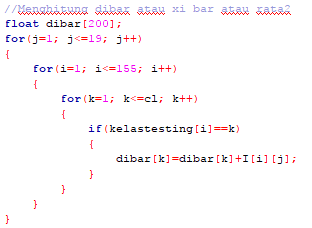 //Menghitung dibar atau xi bar atau rata2
float dibar[200];
for(j=1; j<=19; j++)
{
for(i=1; i<=155; i++)
{
for(k=1; k<=cl; k++)
{
if(kelastesting[i]==k)
{
dibar[k]=dibar[k]+I[i][j];
}
}
}
}